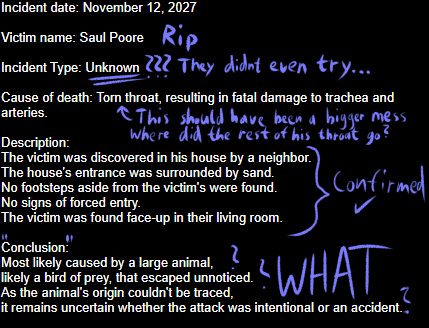 Incident date: November 12, 2027
Victim name: Saul Poore Rip
Incident Type: Unknown ??? They didnt even try...
Cause of death: Torn throat, resulting in fatal damage to trachea and
arteries.
This should have been a bigger mess
Where did the rest of his throat go?
Description:
The victim was discovered in his house by a neighbor.
The house's entrance was surrounded by sand.
No footsteps aside from the victim's were found.
No signs of forced entry.
The victim was found face-up in their living room.
Confirmed
"Conclusion:"
Most likely caused by a large animal, ?
likely a bird of prey, that escaped unnoticed. ?
WHAT
As the animal's origin couldn't be traced,
it remains uncertain whether the attack was intentional or an accident. ?